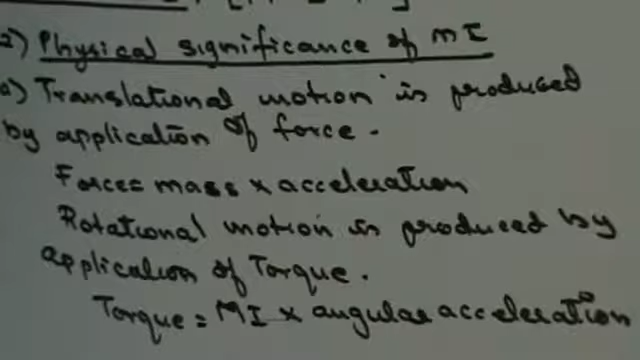 2) Physical significance of MI
a) Translational motion is produced
by application of force.
Force = mass × acceleration
Rotational motion is produced by
application of Torque.
Torque = MI × angular acceleration